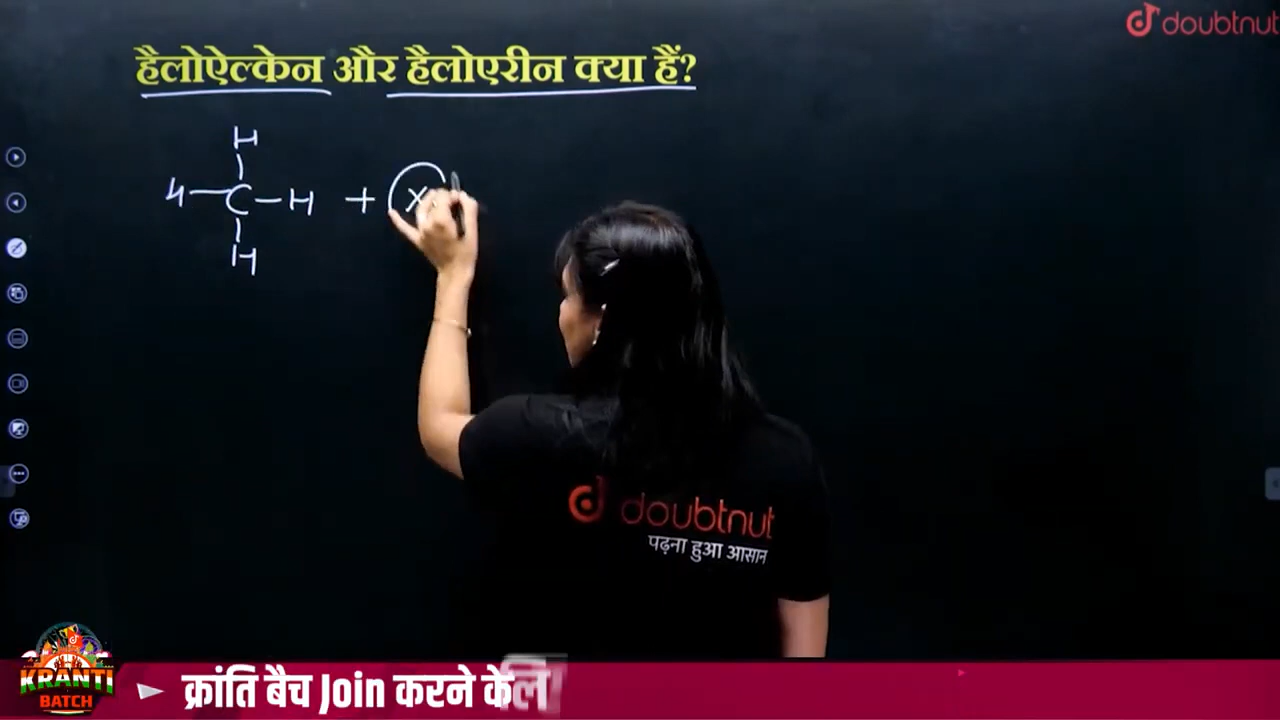 doubtnut
हैलोऐल्केन और हैलोएरीन क्या हैं?
H
H – C – H + X
H
doubtnut
पढ़ना हुआ आसान
KRANTI
BATCH
क्रांति बैच Join करने के